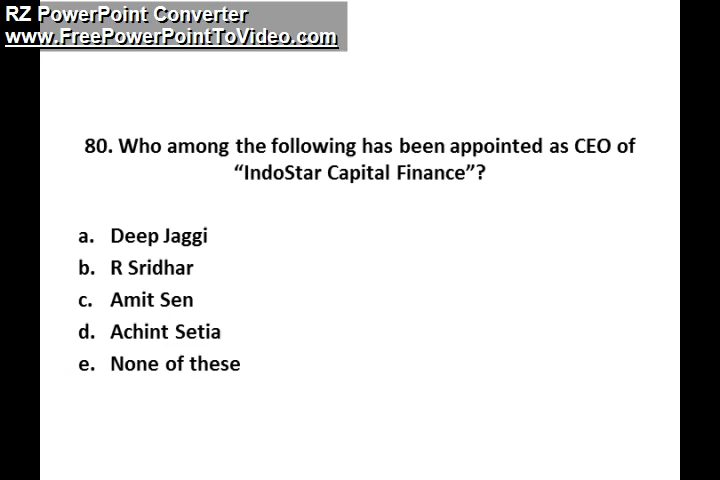 RZ PowerPoint Converter
www.FreePowerPointToVideo.com
80. Who among the following has been appointed as CEO of
“IndoStar Capital Finance”?
a. Deep Jaggi
b. R Sridhar
c. Amit Sen
d. Achint Setia
e. None of these